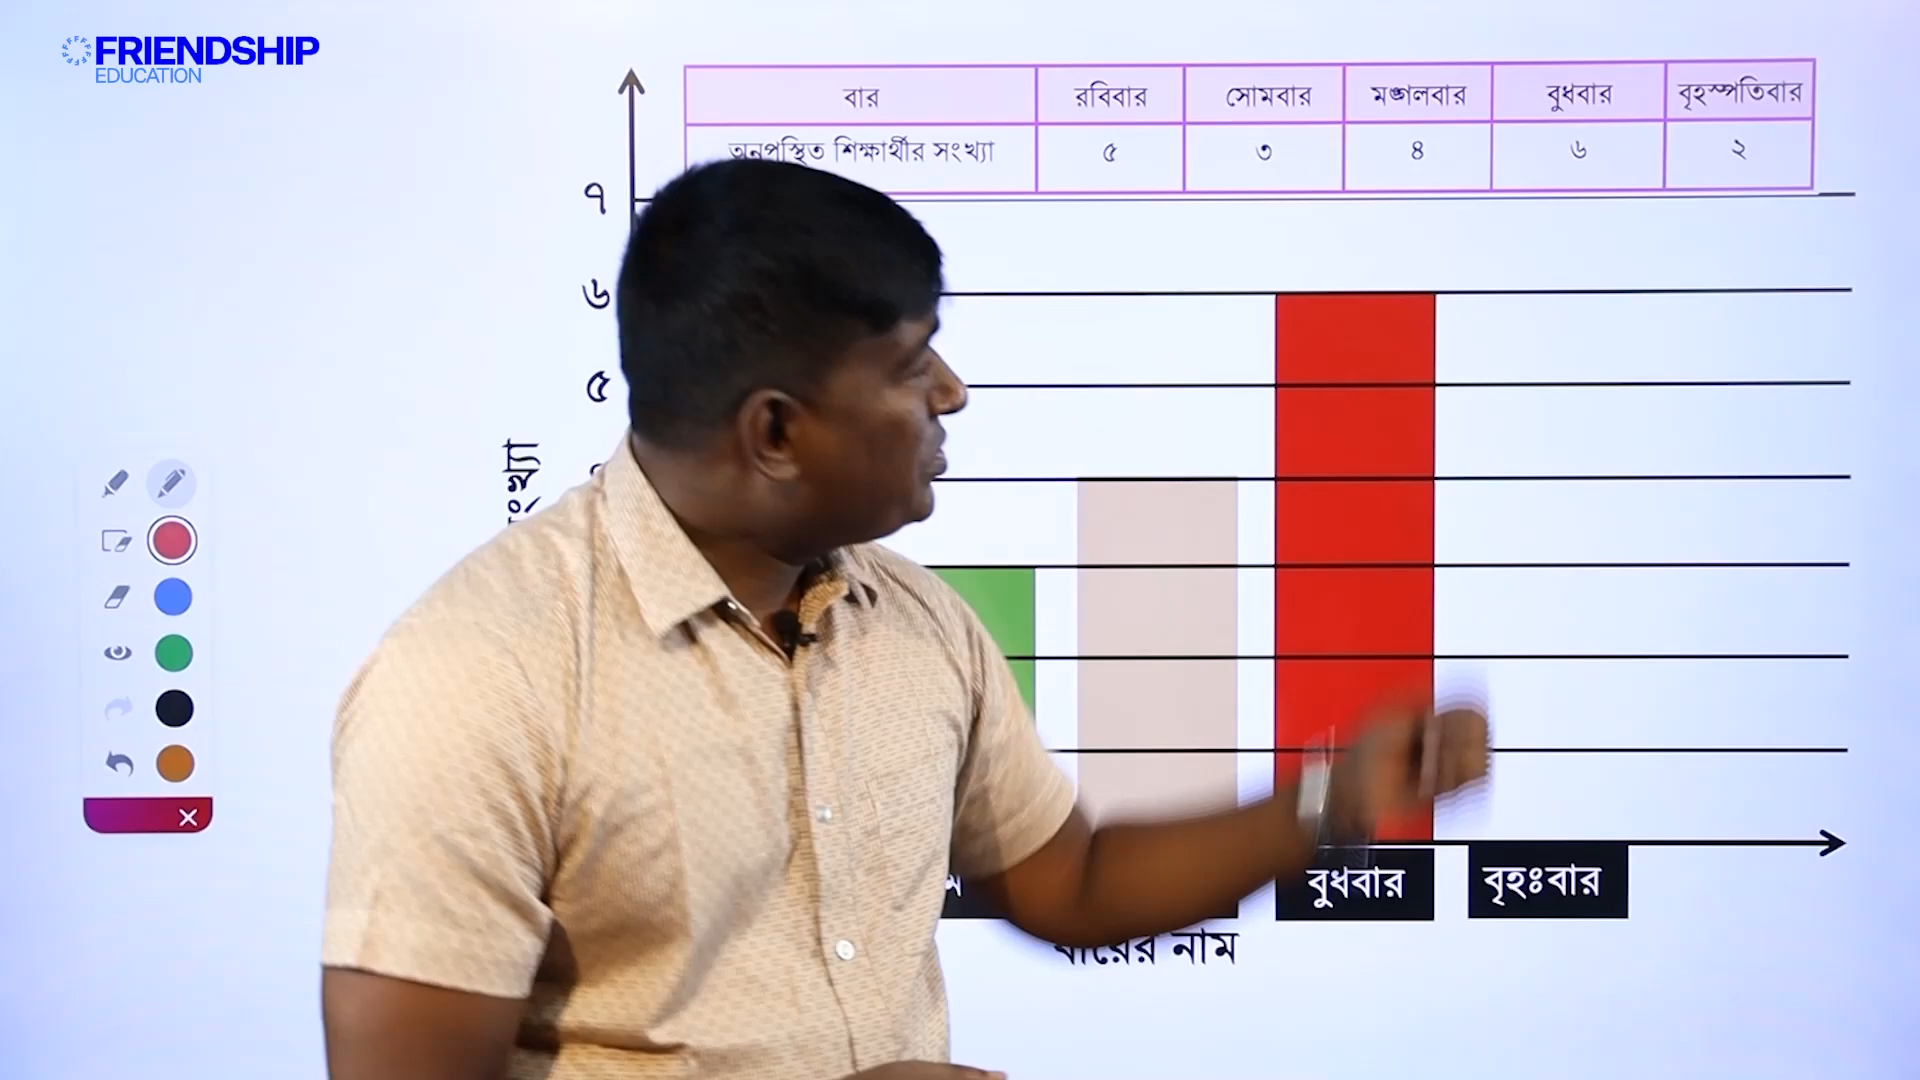 FRIENDSHIP
EDUCATION
বার রবিবার সোমবার মঙ্গলবার বুধবার বৃহস্পতিবার
অনুপস্থিত শিক্ষার্থীর সংখ্যা ৫ ৩ ৪ ৬ ২
৭
৬
৫
বুধবার বৃহঃবার
বারের নাম